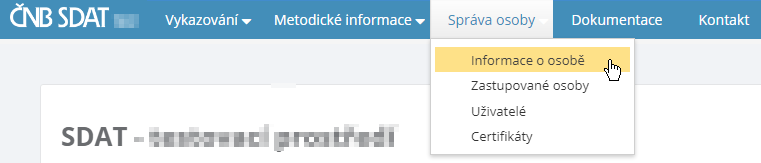 ČNB SDAT Vykazování Metodické informace Správa osoby Dokumentace Kontakt
Informace o osobě
Zastupované osoby
Uživatelé
Certifikáty
SDAT -